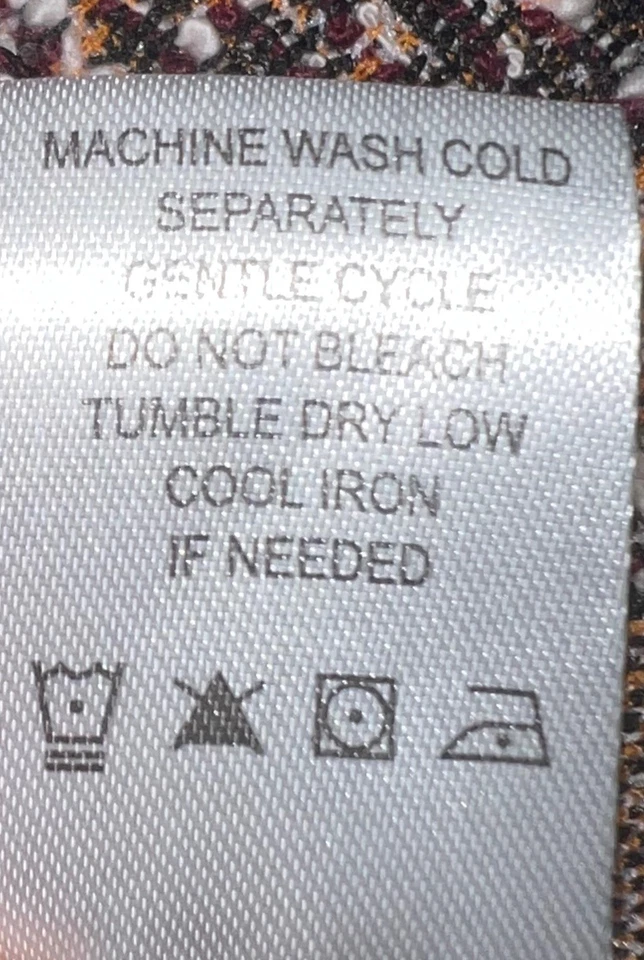 MACHINE WASH COLD
SEPARATELY
GENTLE CYCLE
DO NOT BLEACH
TUMBLE DRY LOW
COOL IRON
IF NEEDED